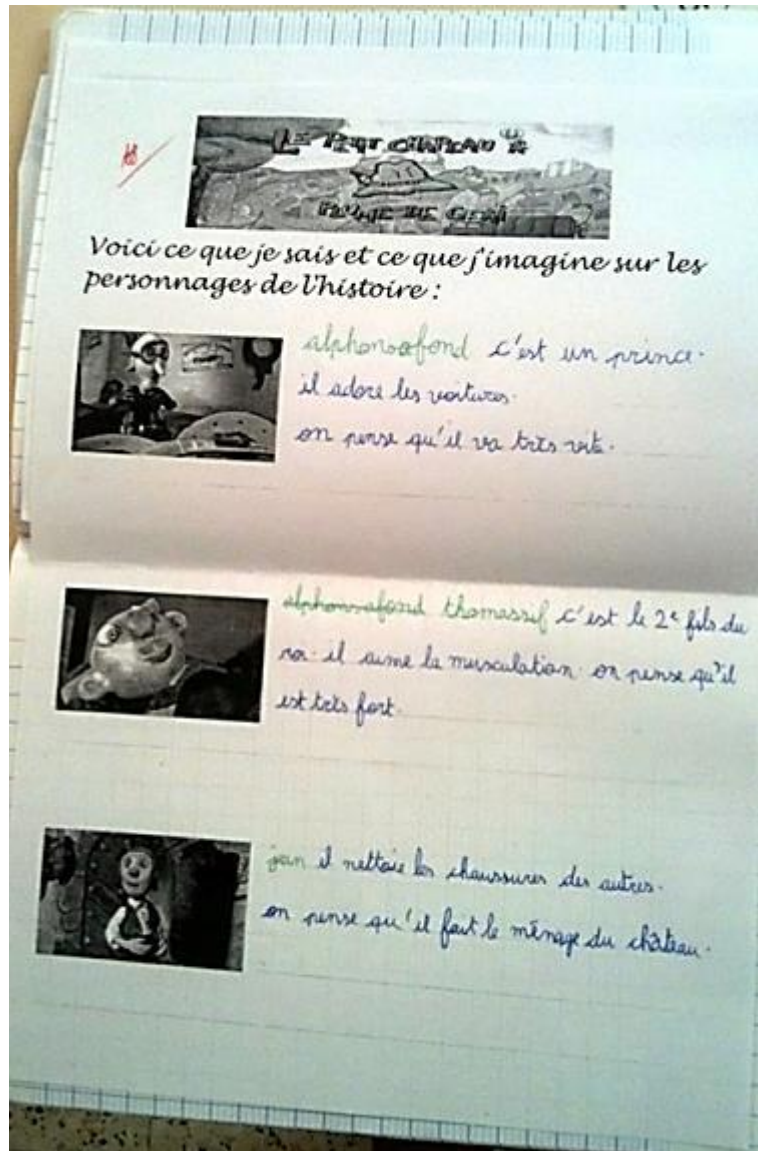 LE PETIT CHAPEAU
Voici ce que je sais et ce que j'imagine sur les
personnages de l'histoire :
alphonsofond c'est un prince.
il adore les voitures.
on pense qu'il va très vite.
thomassif c'est le 2e fils du
roi. il aime la musculation. on pense qu'il
est très fort.
jean il nettoie les chaussures des autres.
on pense qu'il fait le ménage du château.